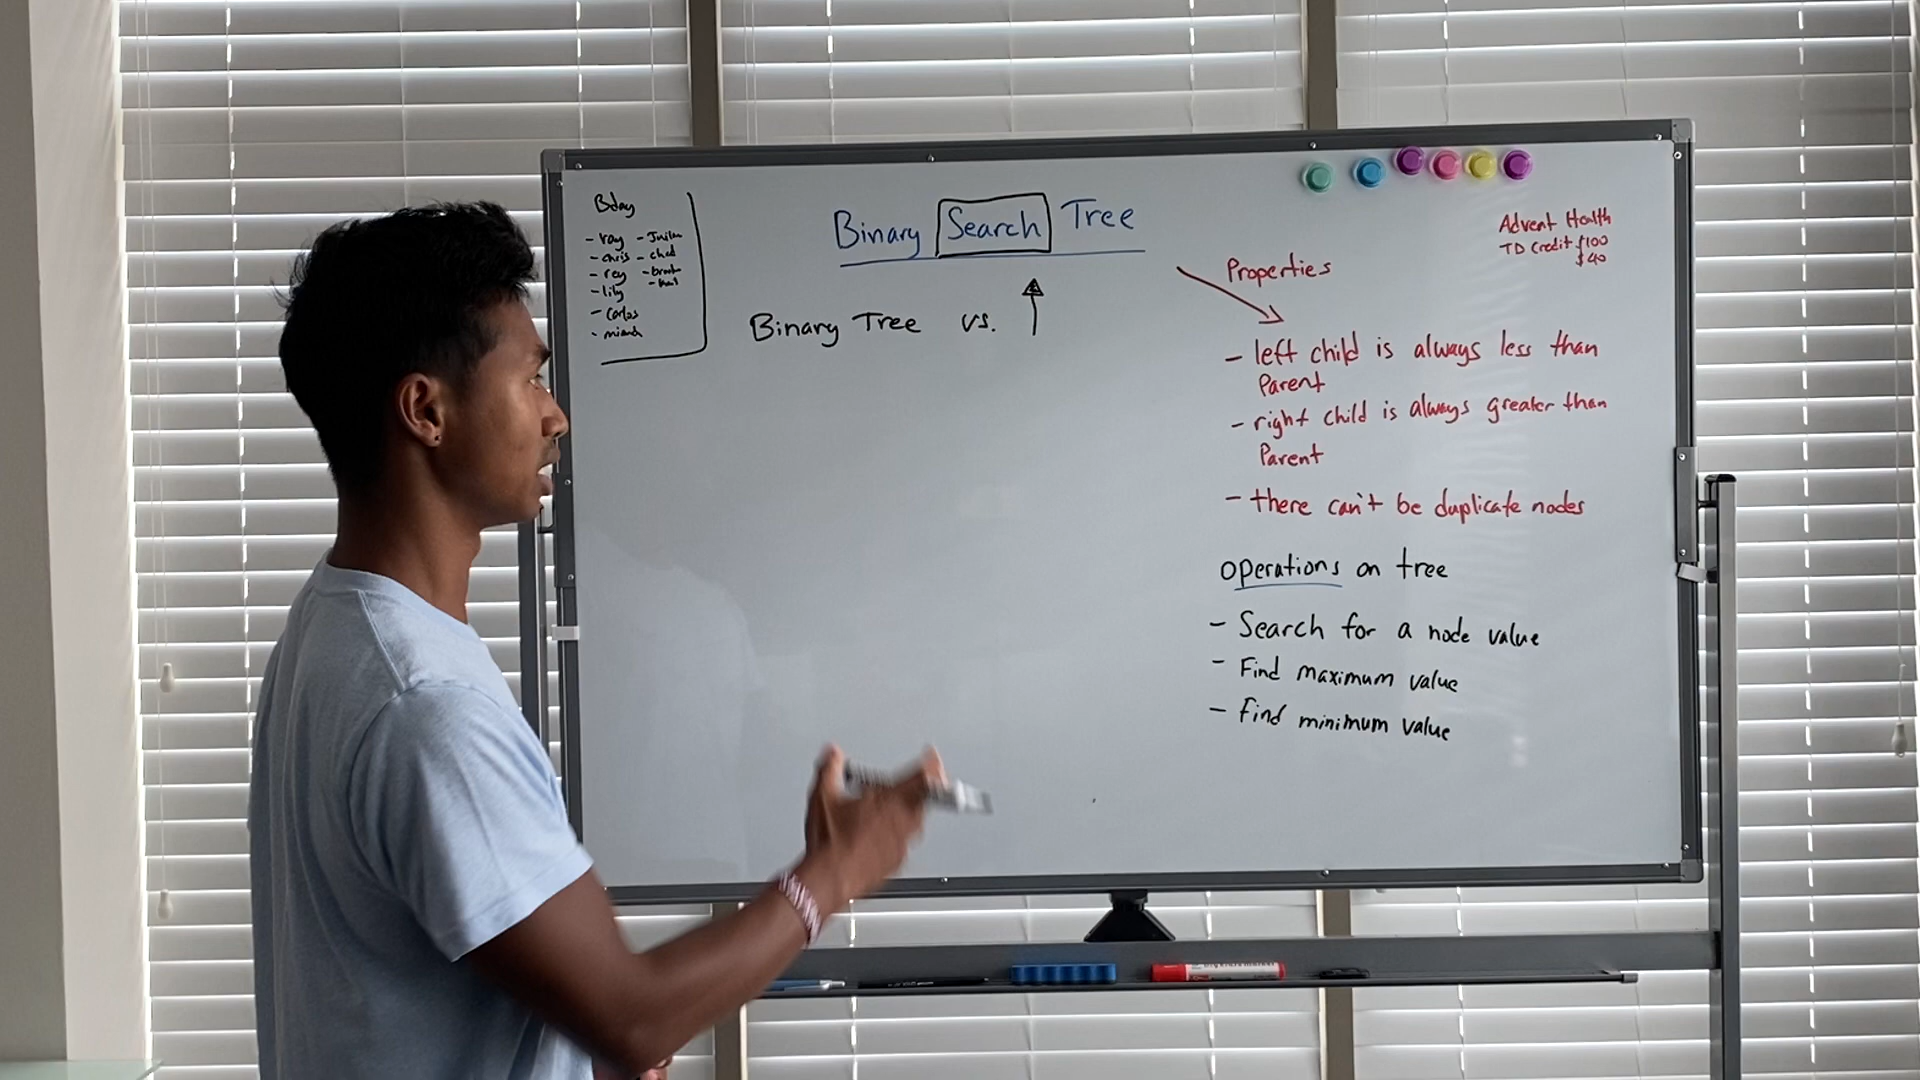 Bday
- ray
- chris - chad
- rey
- lily
- Carlos
Binary Search Tree
Binary Tree vs.
Advent Health
TD Credit $100
$40
Properties
- left child is always less than
Parent
- right child is always greater than
Parent
- there can't be duplicate nodes
operations on tree
- Search for a node value
- Find maximum value
- Find minimum value